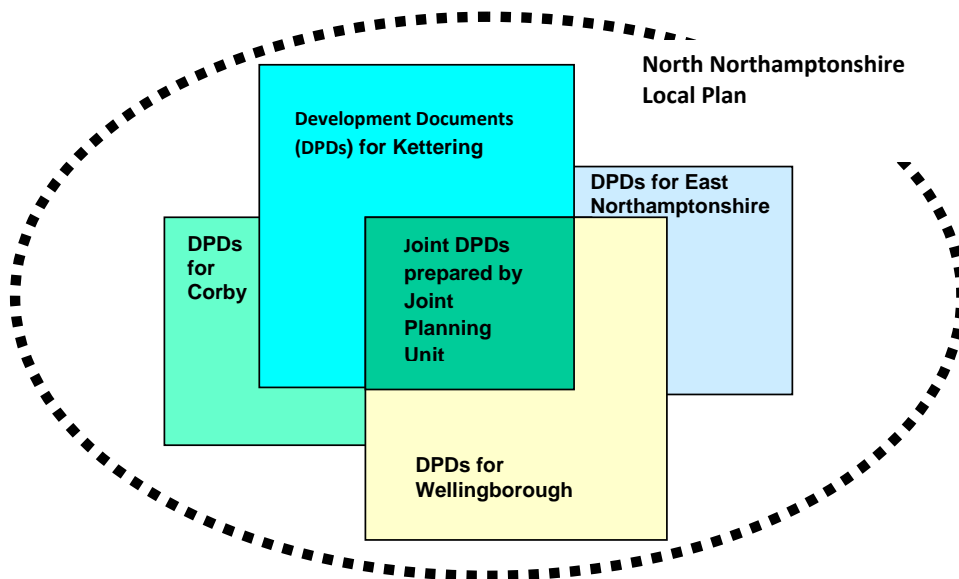 North Northamptonshire
Local Plan
Development Documents
(DPDs) for Kettering
DPDs for East
Northamptonshire
DPDs
for
Corby
Joint DPDs
prepared by
Joint
Planning
Unit
DPDs for
Wellingborough